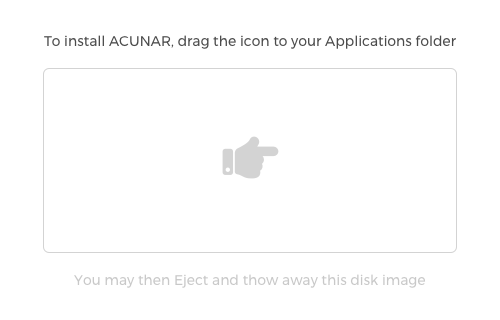 To install ACUNAR, drag the icon to your Applications folder
You may then Eject and thow away this disk image